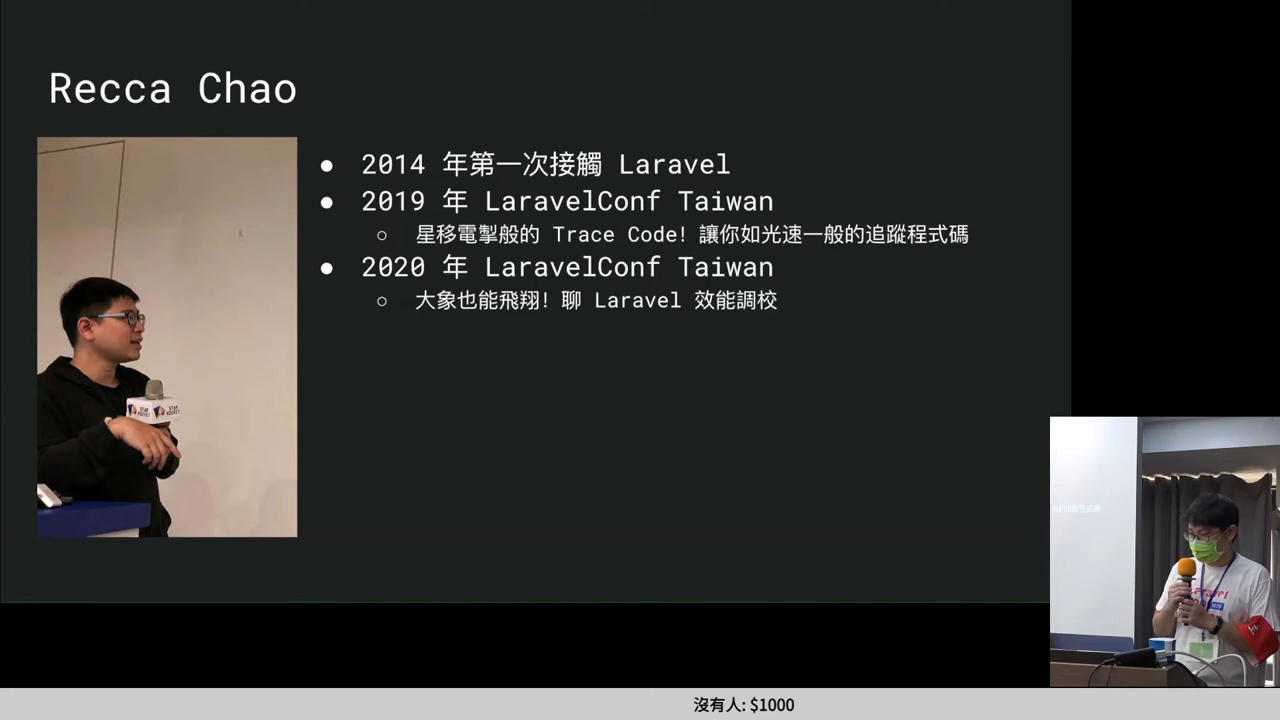 Recca Chao
● 2014 年第一次接觸 Laravel
● 2019 年 LaravelConf Taiwan
○ 星移電掣般的 Trace Code! 讓你如光速一般的追蹤程式碼
● 2020 年 LaravelConf Taiwan
○ 大象也能飛翔! 聊 Laravel 效能調校
沒有人: $1000